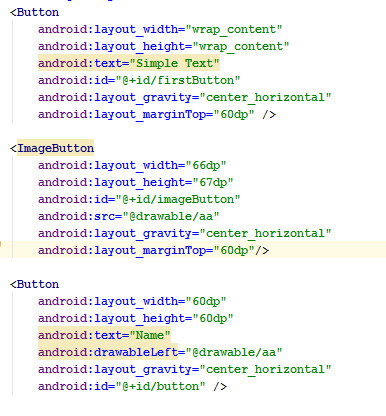 <Button
android:layout_width="wrap_content"
android:layout_height="wrap_content"
android:text="Simple Text"
android:id="@+id/firstButton"
android:layout_gravity="center_horizontal"
android:layout_marginTop="60dp" />
<ImageButton
android:layout_width="66dp"
android:layout_height="67dp"
android:id="@+id/imageButton"
android:src="@drawable/aa"
android:layout_gravity="center_horizontal"
android:layout_marginTop="60dp"/>
<Button
android:layout_width="60dp"
android:layout_height="60dp"
android:text="Name"
android:drawableLeft="@drawable/aa"
android:layout_gravity="center_horizontal"
android:id="@+id/button" />